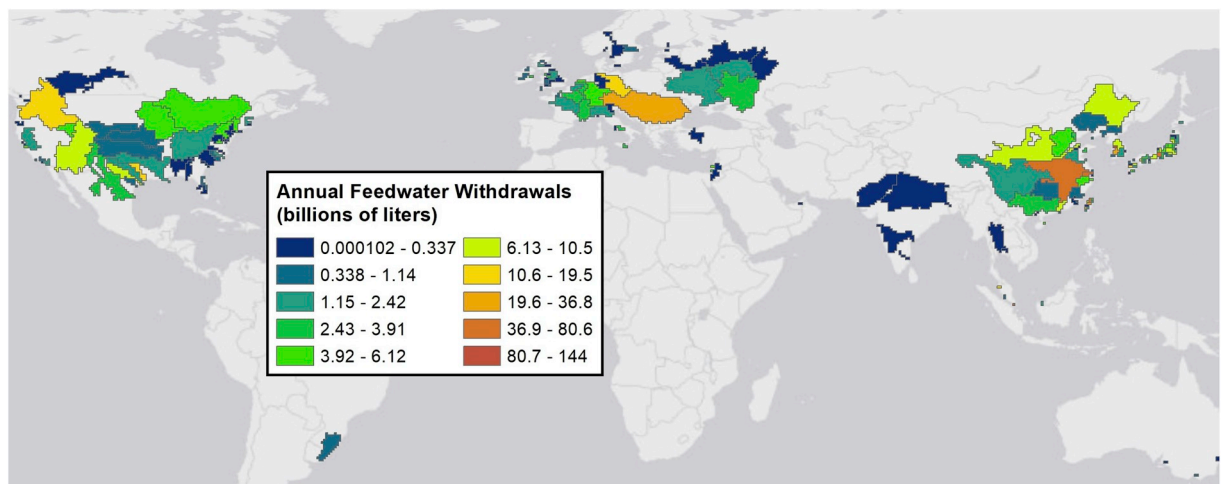 Annual Feedwater Withdrawals
(billions of liters)
0.000102 - 0.337
0.338 - 1.14
1.15 - 2.42
2.43 - 3.91
3.92 - 6.12
6.13 - 10.5
10.6 - 19.5
19.6 - 36.8
36.9 - 80.6
80.7 - 144